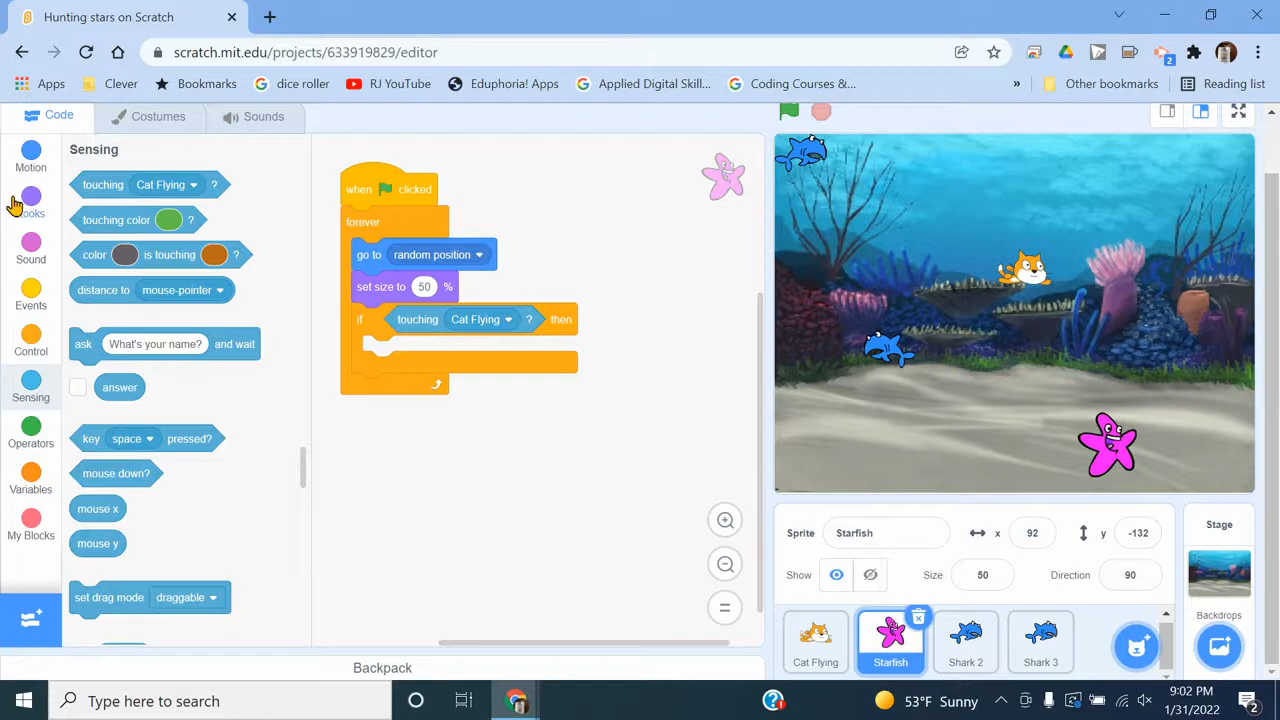 Hunting stars on Scratch
scratch.mit.edu/projects/633919829/editor
2
Apps
Clever
Bookmarks
dice roller
RJ YouTube
Eduphoria! Apps
Applied Digital Skil...
Coding Courses &...
»
Other bookmarks
Reading list
Code
Costumes
Sounds
Motion
Looks
Sound
Events
Control
Sensing
Operators
Variables
My Blocks
Sensing
touching Cat Flying ?
touching color ?
color is touching ?
distance to mouse-pointer
ask What's your name? and wait
answer
key space pressed?
mouse down?
mouse x
mouse y
set drag mode draggable
when clicked
forever
go to random position
set size to 50 %
if touching Cat Flying ? then
Sprite Starfish x 92 y -132
Show Size 50 Direction 90
Cat Flying
Starfish
Shark 2
Shark 3
Stage
Backdrops
Backpack
Type here to search
53°F Sunny
9:02 PM
1/31/2022
2